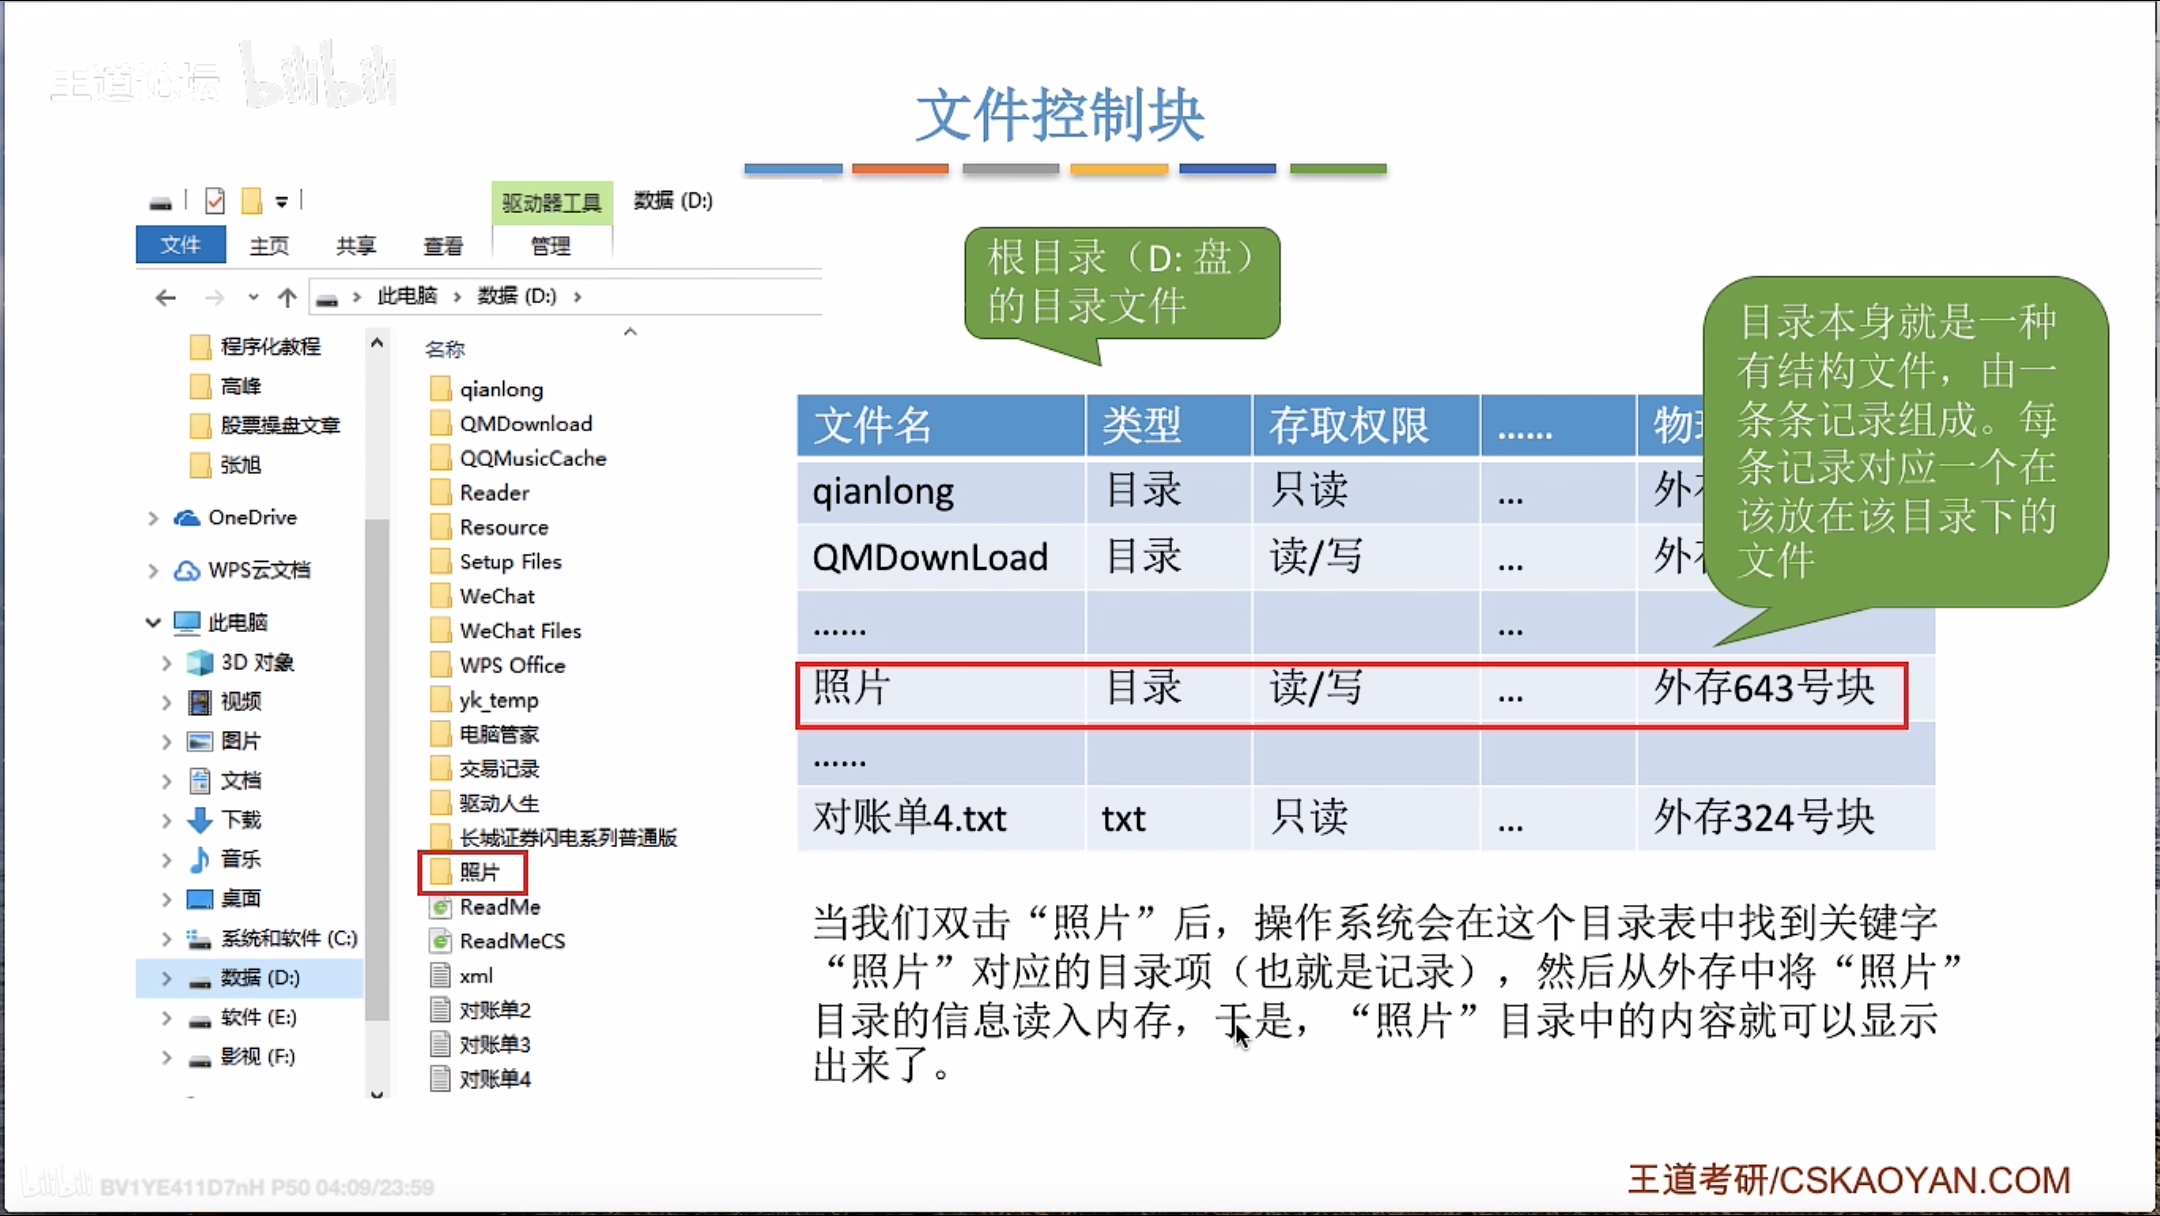 王道论坛 bilibili
文件控制块
驱动器工具 数据 (D:)
文件 主页 共享 查看 管理
此电脑 数据 (D:)
程序化教程
高峰
股票操盘文章
张旭
OneDrive
WPS云文档
此电脑
3D 对象
视频
图片
文档
下载
音乐
桌面
系统和软件 (C:)
数据 (D:)
软件 (E:)
影视 (F:)
名称
qianlong
QMDownload
QQMusicCache
Reader
Resource
Setup Files
WeChat
WeChat Files
WPS Office
yk_temp
电脑管家
交易记录
驱动人生
长城证券闪电系列普通版
照片
ReadMe
ReadMeCS
xml
对账单2
对账单3
对账单4
根目录（D: 盘）
的目录文件
目录本身就是一种
有结构文件，由一
条条记录组成。每
条记录对应一个在
该放在该目录下的
文件
文件名 类型 存取权限 …… 物
qianlong 目录 只读 … 外
QMDownLoad 目录 读/写 … 外
…… …
照片 目录 读/写 … 外存643号块
……
对账单4.txt txt 只读 … 外存324号块
当我们双击“照片”后，操作系统会在这个目录表中找到关键字
“照片”对应的目录项（也就是记录），然后从外存中将“照片”
目录的信息读入内存，于是，“照片”目录中的内容就可以显示
出来了。
bilibili BV1YE411D7nH P50 04:09/23:59
王道考研/CSKAOYAN.COM